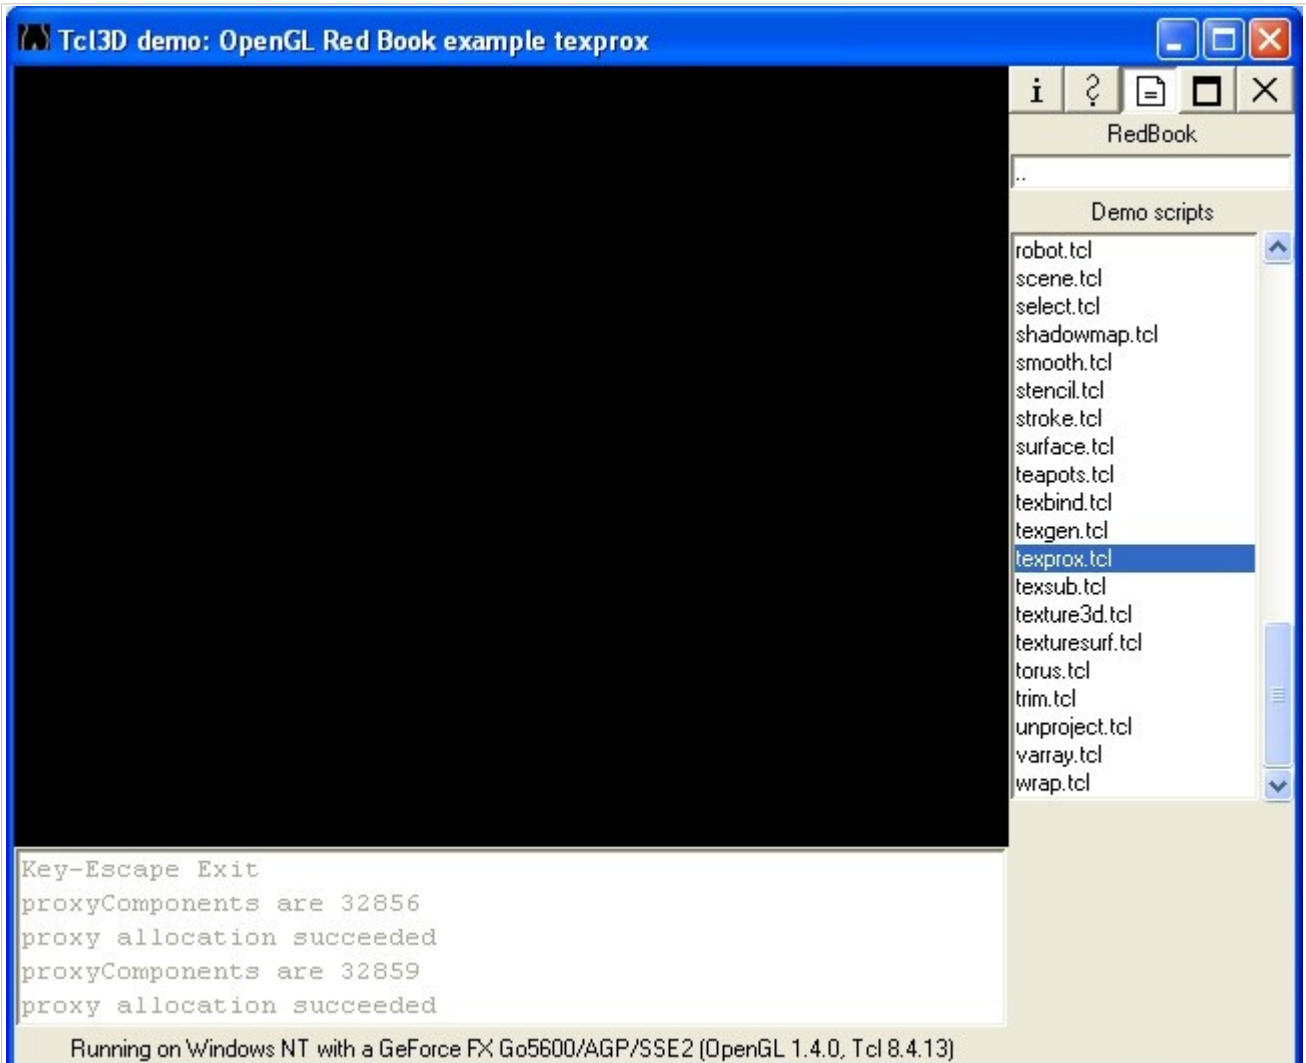 Tcl3D demo: OpenGL Red Book example texprox
i ?
RedBook
..
Demo scripts
robot.tcl
scene.tcl
select.tcl
shadowmap.tcl
smooth.tcl
stencil.tcl
stroke.tcl
surface.tcl
teapots.tcl
texbind.tcl
texgen.tcl
texprox.tcl
texsub.tcl
texture3d.tcl
texturesurf.tcl
torus.tcl
trim.tcl
unproject.tcl
varray.tcl
wrap.tcl
Key-Escape Exit
proxyComponents are 32856
proxy allocation succeeded
proxyComponents are 32859
proxy allocation succeeded
Running on Windows NT with a GeForce FX Go5600/AGP/SSE2 (OpenGL 1.4.0, Tcl 8.4.13)